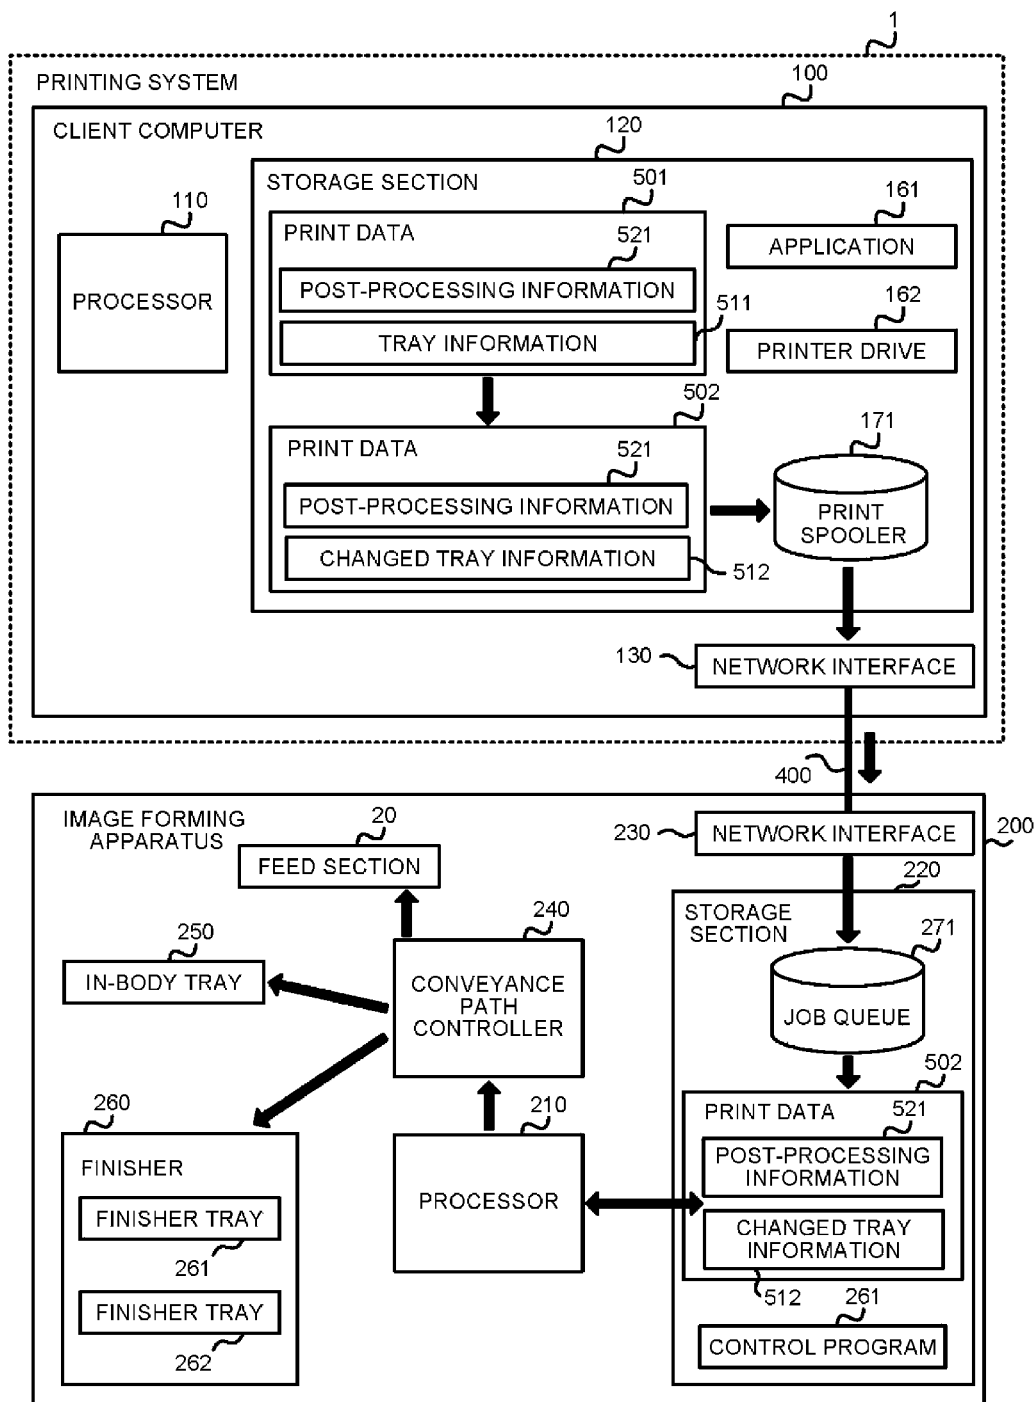 1
PRINTING SYSTEM
100
CLIENT COMPUTER
120
STORAGE SECTION
501
110
161
PRINT DATA
521
APPLICATION
POST-PROCESSING INFORMATION
PROCESSOR
162
511
TRAY INFORMATION
PRINTER DRIVE
502
PRINT DATA
171
521
POST-PROCESSING INFORMATION
PRINT
SPOOLER
CHANGED TRAY INFORMATION
512
130
NETWORK INTERFACE
400
IMAGE FORMING
APPARATUS
20
230
NETWORK INTERFACE
200
FEED SECTION
220
STORAGE
SECTION
240
271
250
IN-BODY TRAY
CONVEYANCE
PATH
CONTROLLER
JOB QUEUE
502
260
210
PRINT DATA
521
FINISHER
POST-PROCESSING
INFORMATION
PROCESSOR
FINISHER TRAY
CHANGED TRAY
INFORMATION
261
512
261
FINISHER TRAY
CONTROL PROGRAM
262